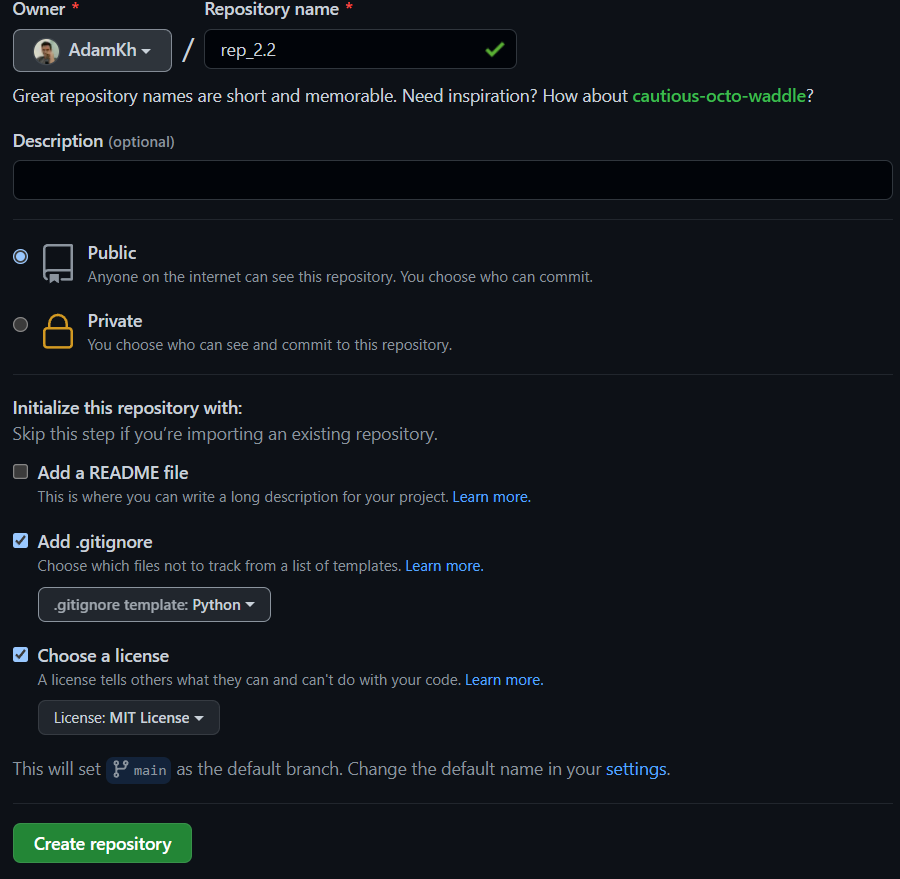 Owner * Repository name *
AdamKh / rep_2.2
Great repository names are short and memorable. Need inspiration? How about cautious-octo-waddle?
Description (optional)
Public
Anyone on the internet can see this repository. You choose who can commit.
Private
You choose who can see and commit to this repository.
Initialize this repository with:
Skip this step if you’re importing an existing repository.
Add a README file
This is where you can write a long description for your project. Learn more.
Add .gitignore
Choose which files not to track from a list of templates. Learn more.
.gitignore template: Python
Choose a license
A license tells others what they can and can't do with your code. Learn more.
License: MIT License
This will set main as the default branch. Change the default name in your settings.
Create repository